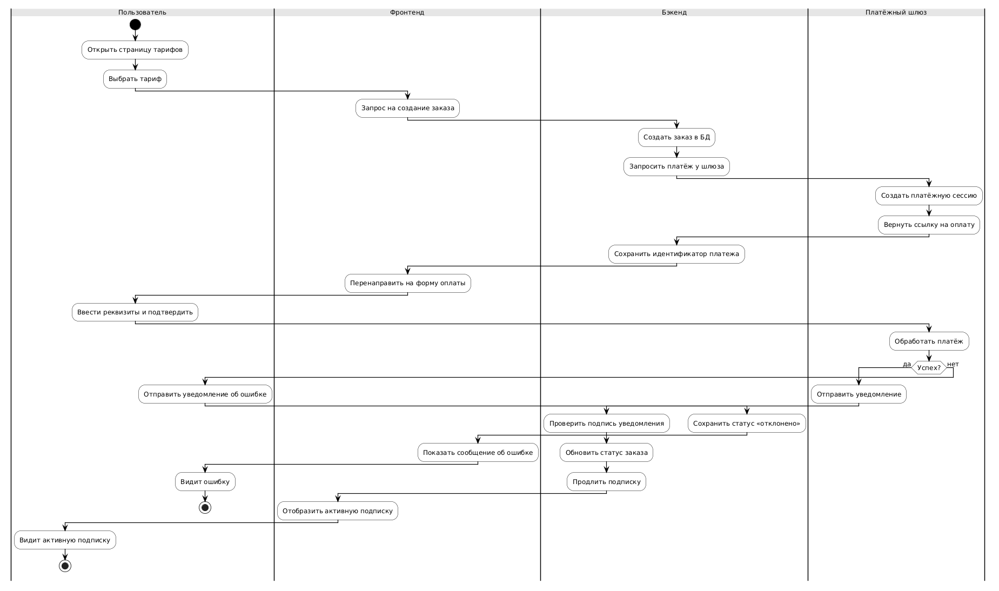 Пользователь
Фронтенд
Бэкенд
Платёжный шлюз
Открыть страницу тарифов
Выбрать тариф
Запрос на создание заказа
Создать заказ в БД
Запросить платёж у шлюза
Создать платёжную сессию
Вернуть ссылку на оплату
Сохранить идентификатор платежа
Перенаправить на форму оплаты
Ввести реквизиты и подтвердить
Обработать платёж
да
Успех?
нет
Отправить уведомление об ошибке
Отправить уведомление
Проверить подпись уведомления
Сохранить статус «отклонено»
Показать сообщение об ошибке
Обновить статус заказа
Видит ошибку
Продлить подписку
Отобразить активную подписку
Видит активную подписку